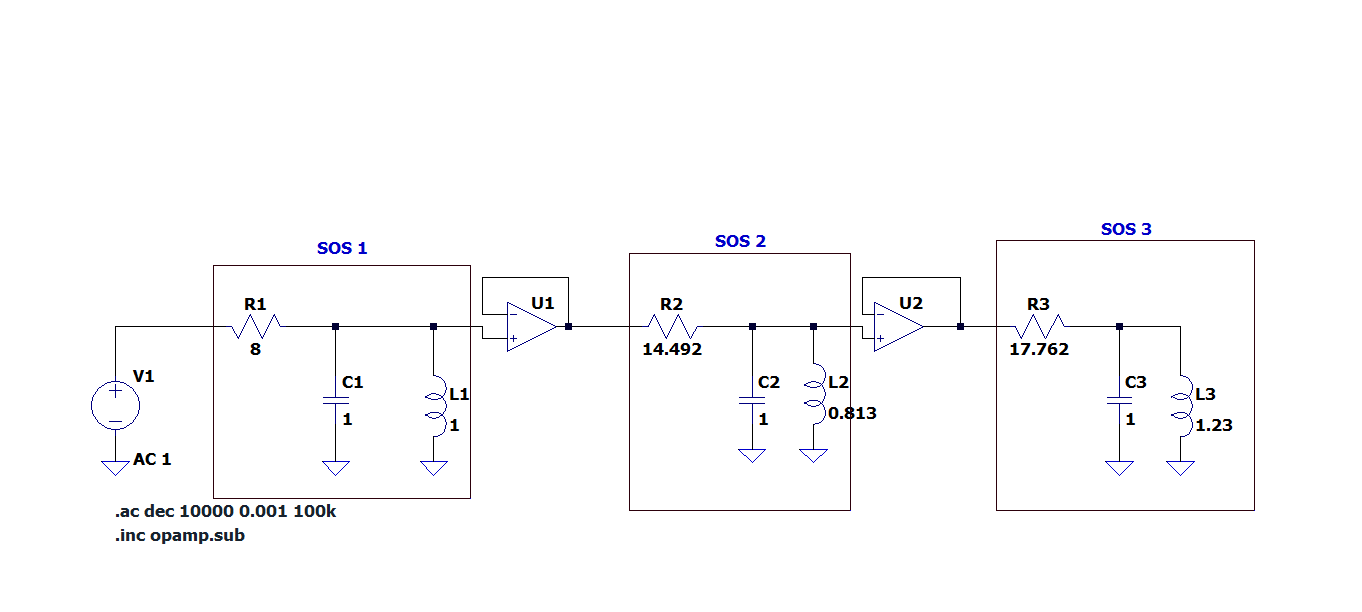 SOS 1
SOS 2
SOS 3
R1
8
C1
1
L1
1
U1
R2
14.492
C2
1
L2
0.813
U2
R3
17.762
C3
1
L3
1.23
V1
AC 1
.ac dec 10000 0.001 100k
.inc opamp.sub